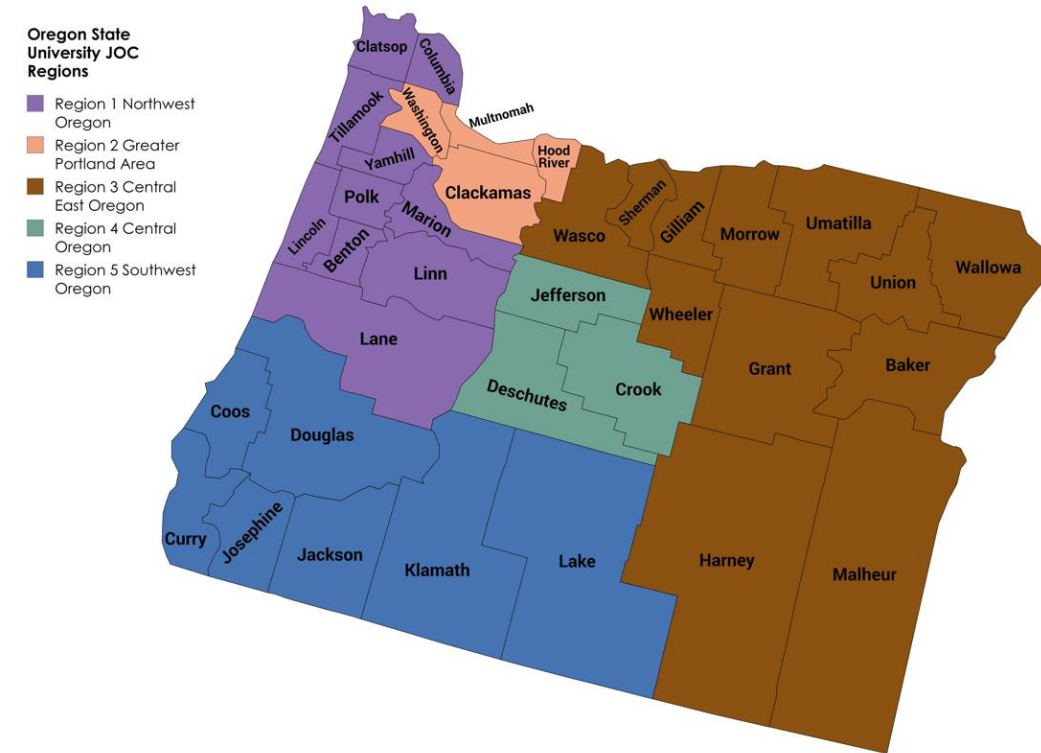 Oregon State
University JOC
Regions
Region 1 Northwest
Oregon
Region 2 Greater
Portland Area
Region 3 Central
East Oregon
Region 4 Central
Oregon
Region 5 Southwest
Oregon
Clatsop
Columbia
Tillamook
Washington
Multnomah
Hood
River
Yamhill
Clackamas
Polk
Marion
Lincoln
Benton
Linn
Lane
Wasco
Sherman
Gilliam
Morrow
Umatilla
Union
Wallowa
Wheeler
Grant
Baker
Jefferson
Deschutes
Crook
Coos
Douglas
Curry
Josephine
Jackson
Klamath
Lake
Harney
Malheur